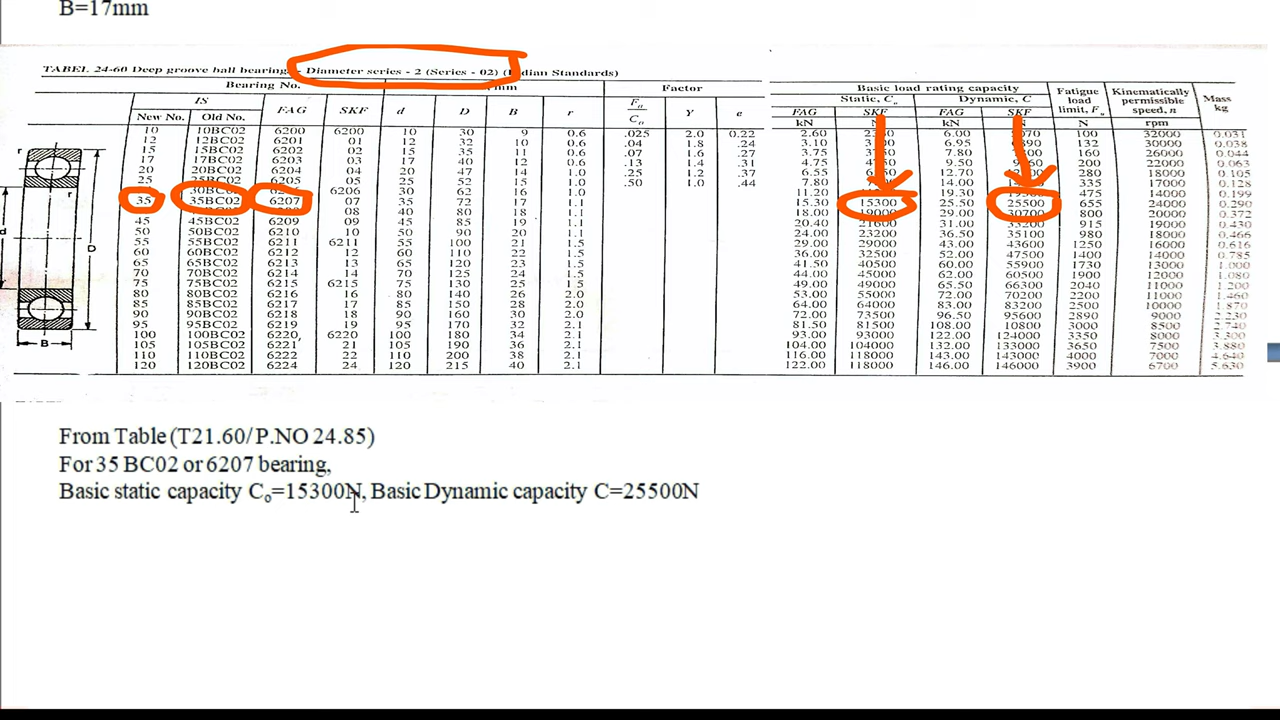 B=17mm
TABEL 24-60 Deep groove ball bearing - Diameter series - 2 (Series - 02) (Indian Standards)
Bearing No. mm Factor Basic load rating capacity Fatigue load limit, F Kinematically permissible speed, n Mass kg
IS FAG SKF d D B r Y e Static, Co Dynamic, C
New No. Old No. FAG SKF FAG SKF
kN N kN N N rpm
10 10BC02 6200 6200 10 30 9 0.6 .025 2.0 0.22 2.60 6.00 100 32000 0.031
12 12BC02 6201 01 12 32 10 0.6 .04 1.8 .24 3.10 6.95 132 30000 0.038
15 15BC02 6202 02 15 35 11 0.6 .07 1.6 .27 3.75 7.80 160 26000 0.044
17 17BC02 6203 03 17 40 12 0.6 .13 1.4 .31 4.75 9.50 200 22000 0.063
20 20BC02 6204 04 20 47 14 1.0 .25 1.2 .37 6.55 12.70 280 18000 0.105
25 25BC02 6205 05 25 52 15 1.0 .50 1.0 .44 7.80 14.00 335 17000 0.128
30BC02 6206 30 62 16 1.0 11.20 19.30 475 14000 0.199
35 35BC02 6207 07 35 72 17 1.1 15.30 15300 25.50 25500 655 24000 0.290
08 40 80 18 1.1 18.00 19000 29.00 30700 800 20000 0.372
45 45BC02 6209 09 45 85 19 1.1 20.40 21600 31.00 33200 915 19000 0.430
50 50BC02 6210 10 50 90 20 1.1 24.00 23200 36.50 35100 980 18000 0.466
55 55BC02 6211 6211 55 100 21 1.5 29.00 29000 43.00 43600 1250 16000 0.616
60 60BC02 6212 12 60 110 22 1.5 36.00 32500 52.00 47500 1400 14000 0.785
65 65BC02 6213 13 65 120 23 1.5 41.50 40500 60.00 55900 1730 13000 1.000
70 70BC02 6214 14 70 125 24 1.5 44.00 45000 62.00 60500 1900 12000 1.080
75 75BC02 6215 6215 75 130 25 1.5 49.00 49000 65.50 66300 2040 11000 1.200
80 80BC02 6216 16 80 140 26 2.0 53.00 55000 72.00 70200 2200 11000 1.460
85 85BC02 6217 17 85 150 28 2.0 64.00 64000 83.00 83200 2500 10000 1.870
90 90BC02 6218 18 90 160 30 2.0 72.00 73500 96.50 95600 2890 9000 2.230
95 95BC02 6219 19 95 170 32 2.1 81.50 81500 108.00 10800 3000 8500 2.740
100 100BC02 6220, 6220 100 180 34 2.1 93.00 93000 122.00 124000 3350 8000 3.300
105 105BC02 6221 21 105 190 36 2.1 104.00 104000 132.00 133000 3650 7500 3.880
110 110BC02 6222 22 110 200 38 2.1 116.00 118000 143.00 143000 4000 7000 4.640
120 120BC02 6224 24 120 215 40 2.1 122.00 118000 146.00 146000 3900 6700 5.630
r
r
d
D
B
From Table (T21.60/P.NO 24.85)
For 35 BC02 or 6207 bearing,
Basic static capacity Co=15300N, Basic Dynamic capacity C=25500N